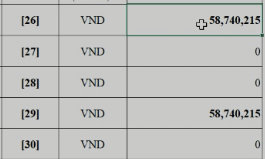 [26] VND 58,740,215
[27] VND 0
[28] VND 0
[29] VND 58,740,215
[30] VND 0